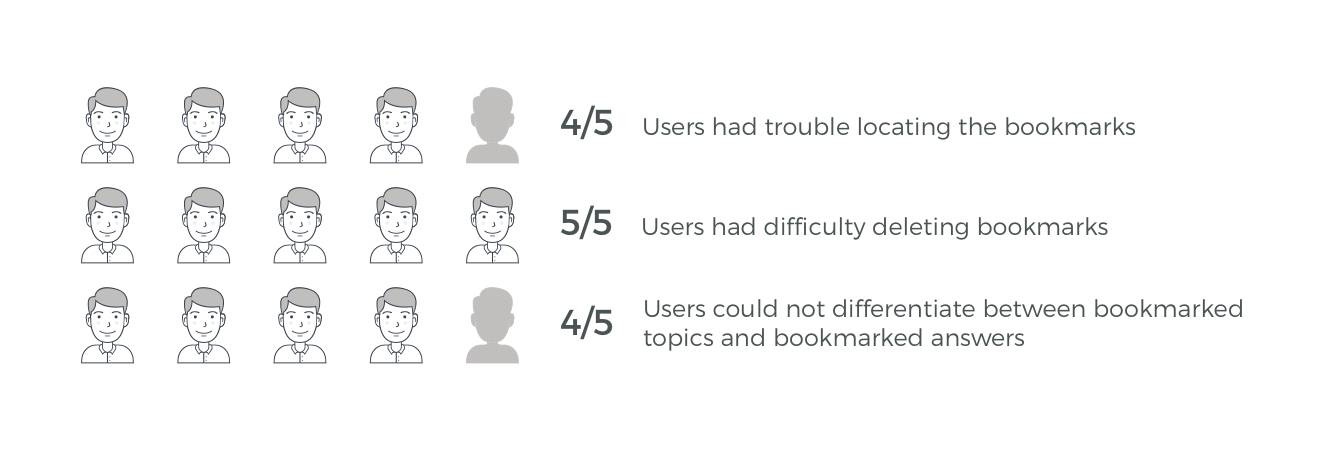 4/5 Users had trouble locating the bookmarks
5/5 Users had difficulty deleting bookmarks
4/5 Users could not differentiate between bookmarked
topics and bookmarked answers